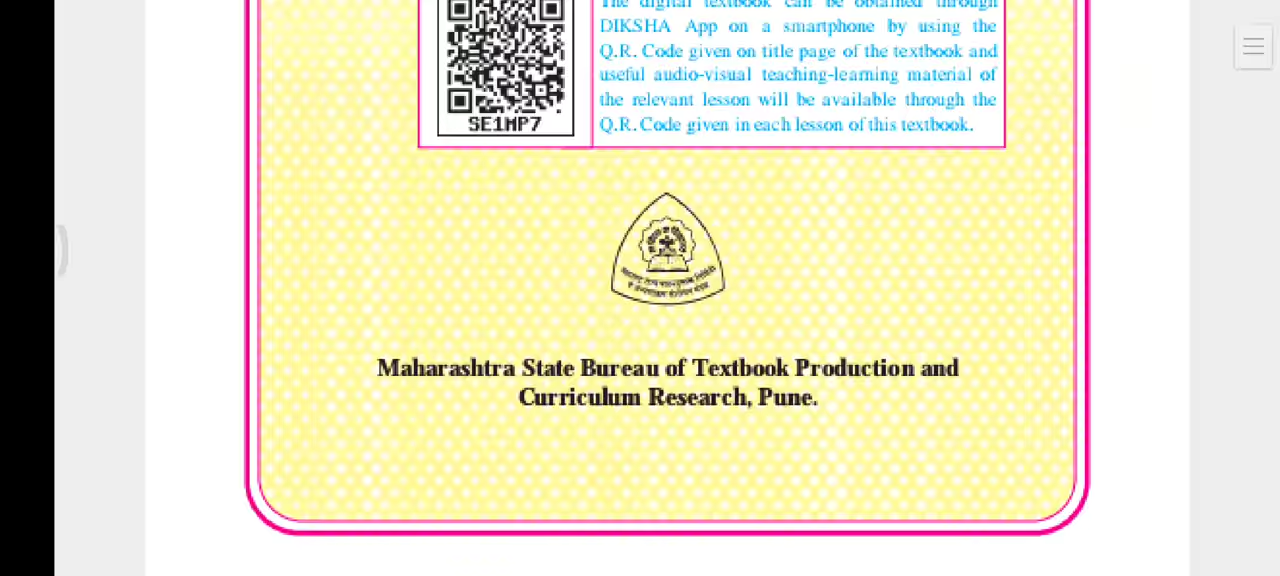 The digital textbook can be obtained through
DIKSHA App on a smartphone by using the
Q.R. Code given on title page of the textbook and
useful audio-visual teaching-learning material of
the relevant lesson will be available through the
Q.R. Code given in each lesson of this textbook.
SE1MP7
Maharashtra State Bureau of Textbook Production and
Curriculum Research, Pune.